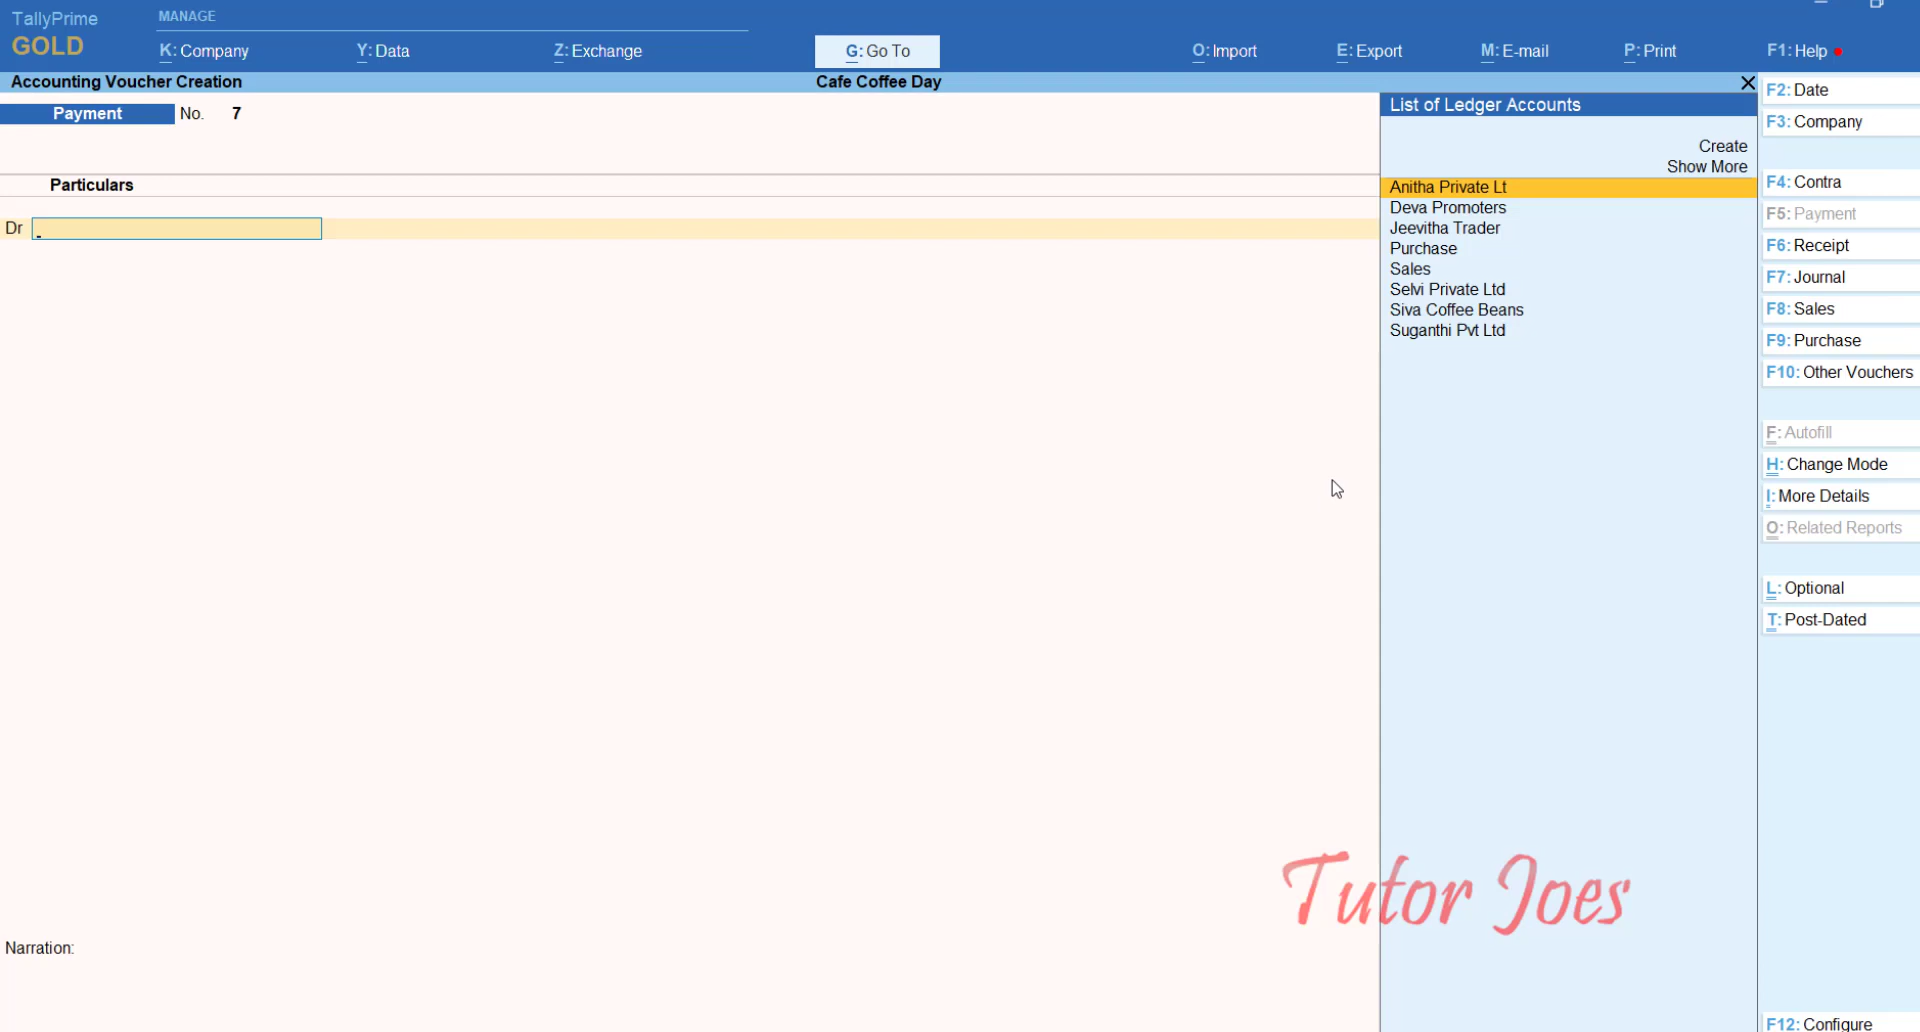 TallyPrime
GOLD
MANAGE
K: Company
Y: Data
Z: Exchange
G: Go To
O: Import
E: Export
M: E-mail
P: Print
F1: Help
Accounting Voucher Creation
Cafe Coffee Day
Payment No. 7
Particulars
Dr
List of Ledger Accounts
Create
Show More
Anitha Private Lt
Deva Promoters
Jeevitha Trader
Purchase
Sales
Selvi Private Ltd
Siva Coffee Beans
Suganthi Pvt Ltd
F2: Date
F3: Company
F4: Contra
F5: Payment
F6: Receipt
F7: Journal
F8: Sales
F9: Purchase
F10: Other Vouchers
F: Autofill
H: Change Mode
I: More Details
O: Related Reports
L: Optional
T: Post-Dated
Tutor Joes
Narration:
F12: Configure